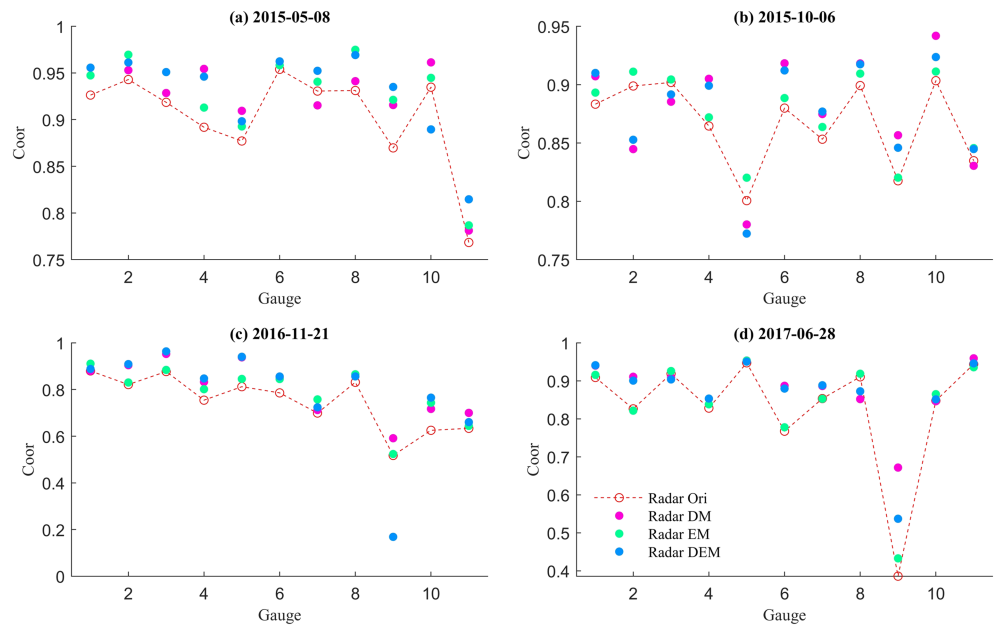 (a) 2015-05-08
1
0.95
0.9
0.85
0.8
0.75
Coor
2 4 6 8 10
Gauge
(b) 2015-10-06
0.95
0.9
0.85
0.8
0.75
Coor
2 4 6 8 10
Gauge
(c) 2016-11-21
1
0.8
0.6
0.4
0.2
0
Coor
2 4 6 8 10
Gauge
(d) 2017-06-28
1
0.9
0.8
0.7
0.6
0.5
0.4
Coor
Radar Ori
Radar DM
Radar EM
Radar DEM
2 4 6 8 10
Gauge